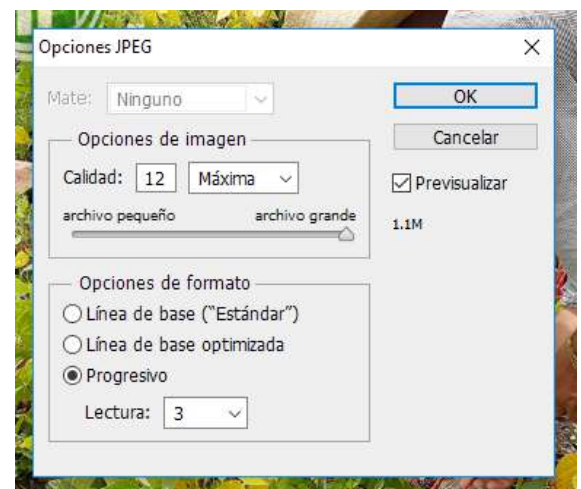 Opciones JPEG
Mate: Ninguno
OK
Opciones de imagen
Cancelar
Calidad: 12 Máxima
Previsualizar
archivo pequeño archivo grande
1.1M
Opciones de formato
Línea de base ("Estándar")
Línea de base optimizada
Progresivo
Lectura: 3